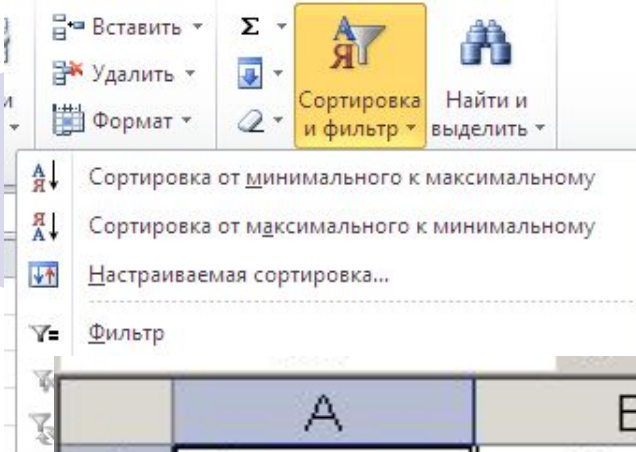 Вставить
Удалить
Формат
Σ
Сортировка
и фильтр
Найти и
выделить
Сортировка от минимального к максимальному
Сортировка от максимального к минимальному
Настраиваемая сортировка...
Фильтр
A